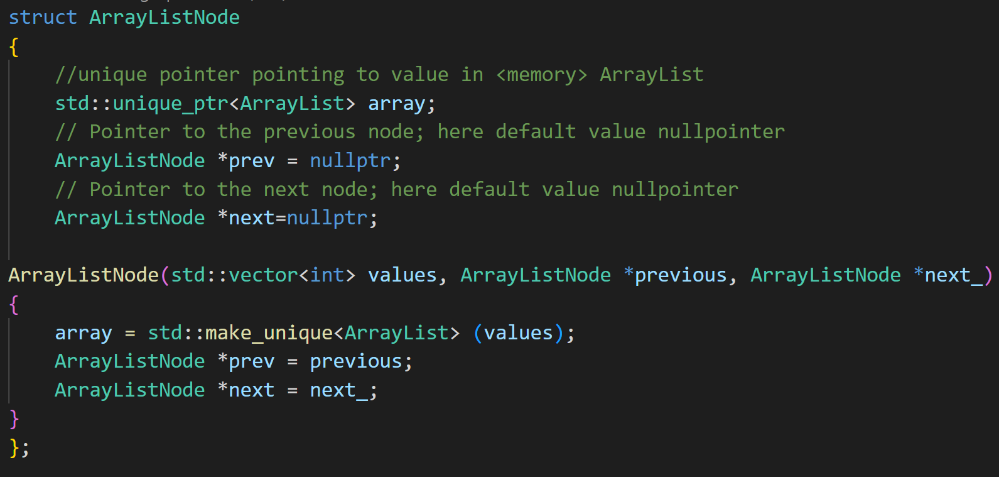 struct ArrayListNode
{
//unique pointer pointing to value in <memory> ArrayList
std::unique_ptr<ArrayList> array;
// Pointer to the previous node; here default value nullpointer
ArrayListNode *prev = nullptr;
// Pointer to the next node; here default value nullpointer
ArrayListNode *next=nullptr;
ArrayListNode(std::vector<int> values, ArrayListNode *previous, ArrayListNode *next_)
{
array = std::make_unique<ArrayList> (values);
ArrayListNode *prev = previous;
ArrayListNode *next = next_;
}
};